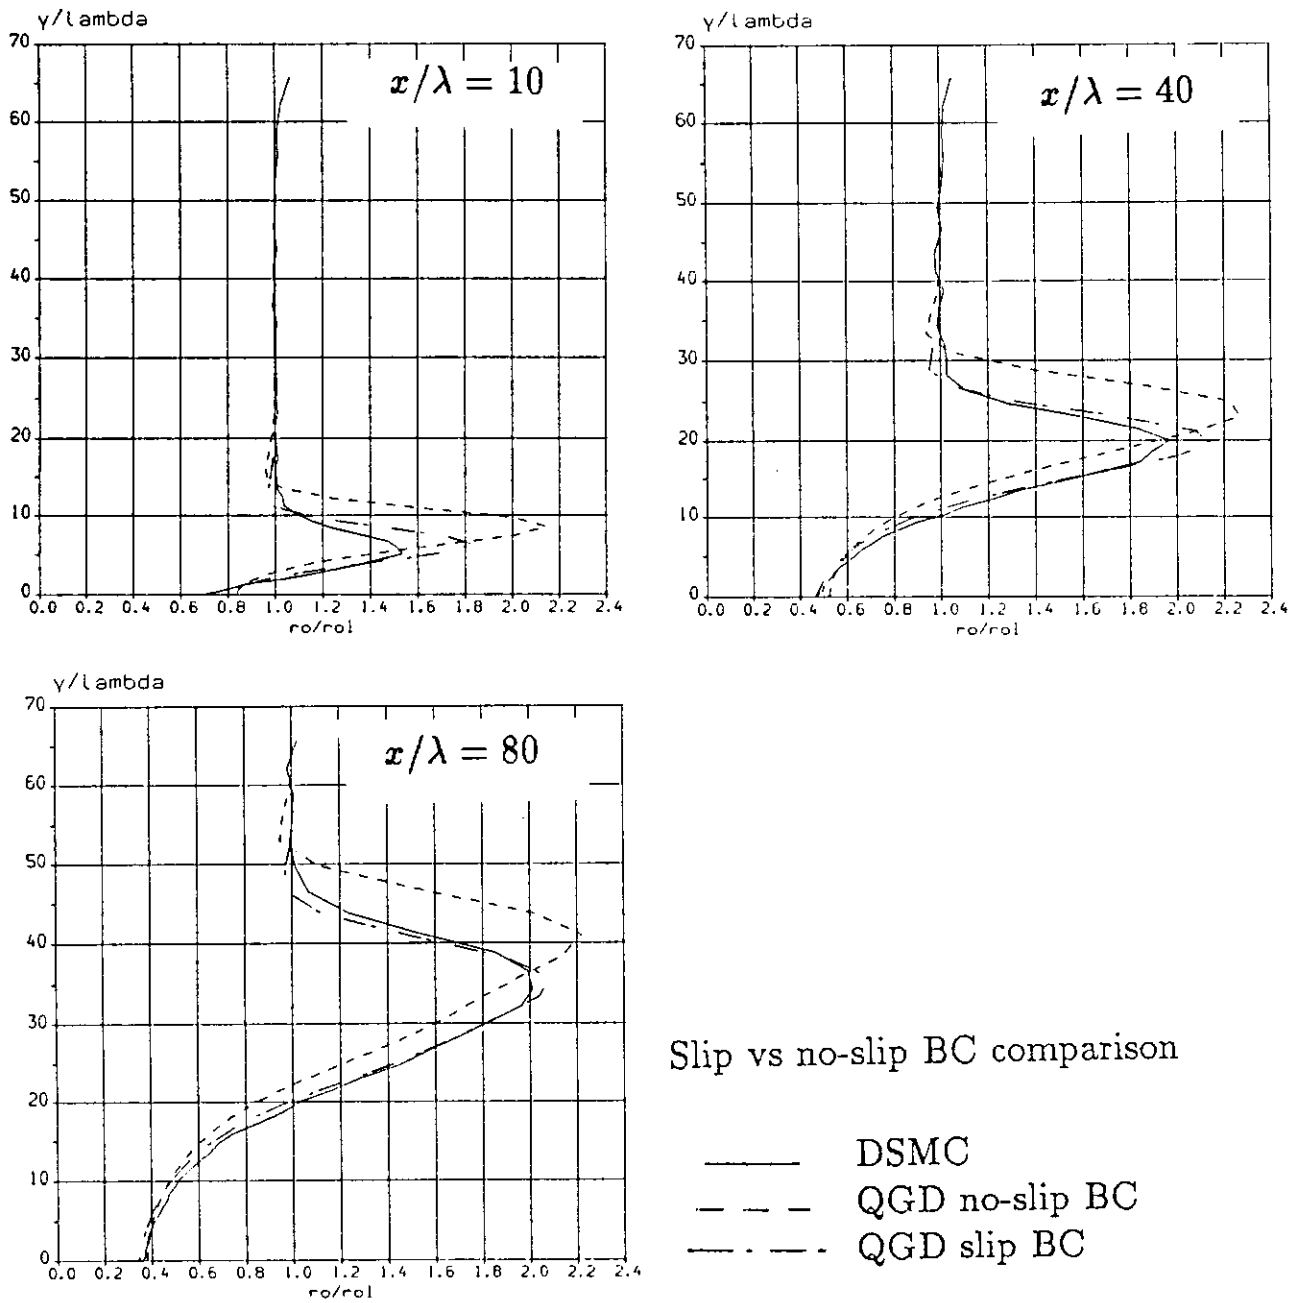 y/lambda
70
60
50
40
30
20
10
0
x/λ = 10
0.0 0.2 0.4 0.6 0.8 1.0 1.2 1.4 1.6 1.8 2.0 2.2 2.4
ro/rol
y/lambda
70
60
50
40
30
20
10
0
x/λ = 40
0.0 0.2 0.4 0.6 0.8 1.0 1.2 1.4 1.6 1.8 2.0 2.2 2.4
ro/rol
y/lambda
70
60
50
40
30
20
10
0
x/λ = 80
0.0 0.2 0.4 0.6 0.8 1.0 1.2 1.4 1.6 1.8 2.0 2.2 2.4
ro/rol
Slip vs no-slip BC comparison
DSMC
QGD no-slip BC
QGD slip BC